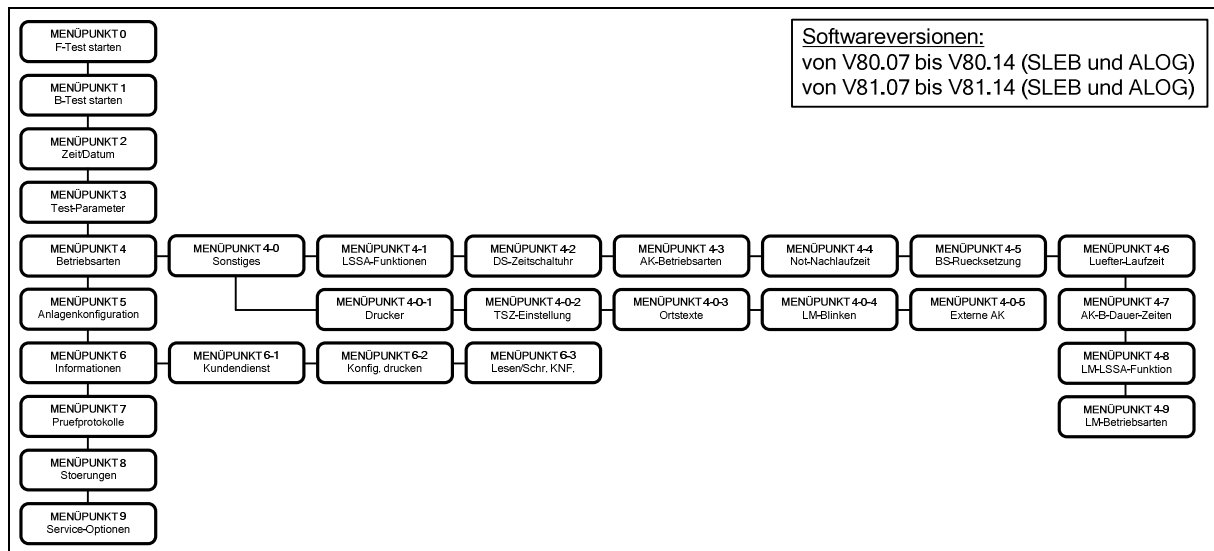 MENÜPUNKT 0
F-Test starten
Softwareversionen:
von V80.07 bis V80.14 (SLEB und ALOG)
von V81.07 bis V81.14 (SLEB und ALOG)
MENÜPUNKT 1
B-Test starten
MENÜPUNKT 2
Zeit/Datum
MENÜPUNKT 3
Test-Parameter
MENÜPUNKT 4
Betriebsarten
MENÜPUNKT 4-0
Sonstiges
MENÜPUNKT 4-1
LSSA-Funktionen
MENÜPUNKT 4-2
DS-Zeitschaltuhr
MENÜPUNKT 4-3
AK-Betriebsarten
MENÜPUNKT 4-4
Not-Nachlaufzeit
MENÜPUNKT 4-5
BS-Ruecksetzung
MENÜPUNKT 4-6
Luefter-Laufzeit
MENÜPUNKT 5
Anlagenkonfiguration
MENÜPUNKT 4-0-1
Drucker
MENÜPUNKT 4-0-2
TSZ-Einstellung
MENÜPUNKT 4-0-3
Ortstexte
MENÜPUNKT 4-0-4
LM-Blinken
MENÜPUNKT 4-0-5
Externe AK
MENÜPUNKT 4-7
AK-B-Dauer-Zeiten
MENÜPUNKT 6
Informationen
MENÜPUNKT 6-1
Kundendienst
MENÜPUNKT 6-2
Konfig. drucken
MENÜPUNKT 6-3
Lesen/Schr. KNF.
MENÜPUNKT 4-8
LM-LSSA-Funktion
MENÜPUNKT 7
Pruefprotokolle
MENÜPUNKT 4-9
LM-Betriebsarten
MENÜPUNKT 8
Stoerungen
MENÜPUNKT 9
Service-Optionen